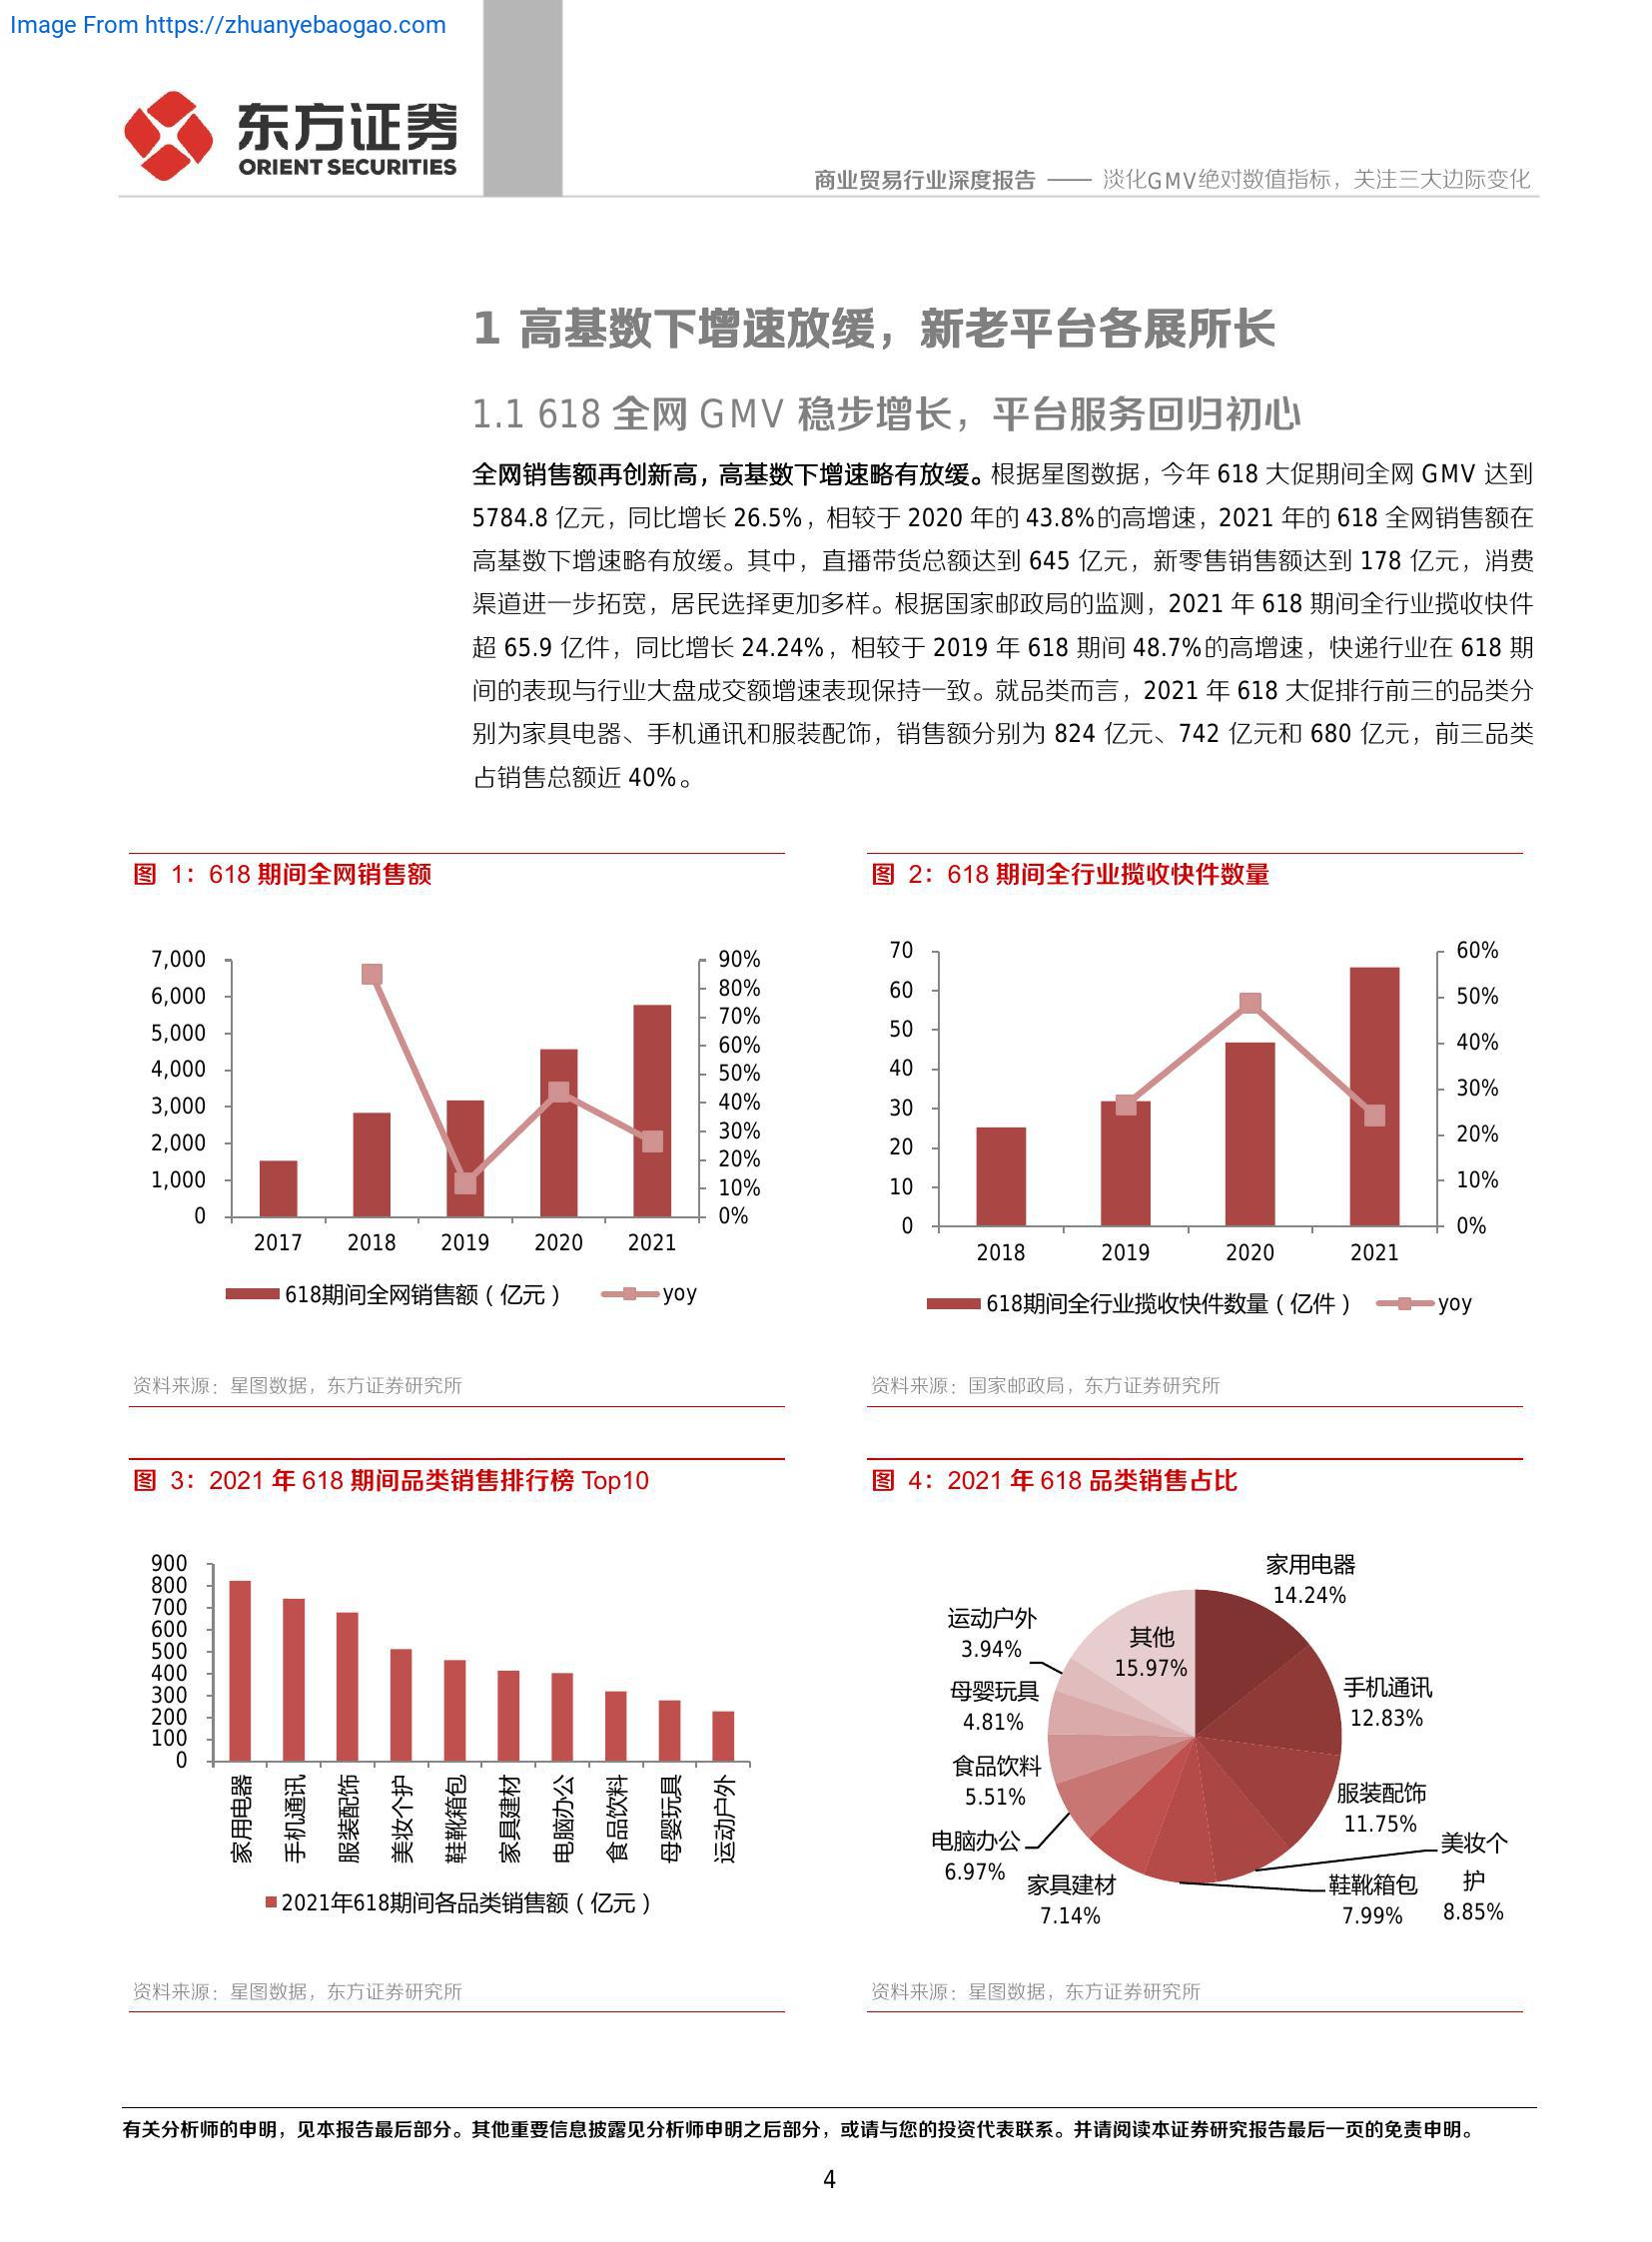 Image From https://zhuanyebaogao.com
东方证券
ORIENT SECURITIES
商业贸易行业深度报告 —— 淡化GMV绝对数值指标，关注三大边际变化
1 高基数下增速放缓，新老平台各展所长
1.1 618 全网 GMV 稳步增长，平台服务回归初心
全网销售额再创新高，高基数下增速略有放缓。根据星图数据，今年 618 大促期间全网 GMV 达到
5784.8 亿元，同比增长 26.5%，相较于 2020 年的 43.8%的高增速，2021 年的 618 全网销售额在
高基数下增速略有放缓。其中，直播带货总额达到 645 亿元，新零售销售额达到 178 亿元，消费
渠道进一步拓宽，居民选择更加多样。根据国家邮政局的监测，2021 年 618 期间全行业揽收快件
超 65.9 亿件，同比增长 24.24%，相较于 2019 年 618 期间 48.7%的高增速，快递行业在 618 期
间的表现与行业大盘成交额增速表现保持一致。就品类而言，2021 年 618 大促排行前三的品类分
别为家具电器、手机通讯和服装配饰，销售额分别为 824 亿元、742 亿元和 680 亿元，前三品类
占销售总额近 40%。
图 1：618 期间全网销售额
7,000
6,000
5,000
4,000
3,000
2,000
1,000
0
90%
80%
70%
60%
50%
40%
30%
20%
10%
0%
2017 2018 2019 2020 2021
618期间全网销售额（亿元） yoy
资料来源：星图数据，东方证券研究所
图 2：618 期间全行业揽收快件数量
70
60
50
40
30
20
10
0
60%
50%
40%
30%
20%
10%
0%
2018 2019 2020 2021
618期间全行业揽收快件数量（亿件） yoy
资料来源：国家邮政局，东方证券研究所
图 3：2021 年 618 期间品类销售排行榜 Top10
900
800
700
600
500
400
300
200
100
0
家用电器
手机通讯
服装配饰
美妆个护
鞋靴箱包
家具建材
电脑办公
食品饮料
母婴玩具
运动户外
2021年618期间各品类销售额（亿元）
资料来源：星图数据，东方证券研究所
图 4：2021 年 618 品类销售占比
家用电器
14.24%
手机通讯
12.83%
服装配饰
11.75%
美妆个
护
8.85%
鞋靴箱包
7.99%
家具建材
7.14%
电脑办公
6.97%
食品饮料
5.51%
母婴玩具
4.81%
运动户外
3.94%
其他
15.97%
资料来源：星图数据，东方证券研究所
有关分析师的申明，见本报告最后部分。其他重要信息披露见分析师申明之后部分，或请与您的投资代表联系。并请阅读本证券研究报告最后一页的免责申明。
4